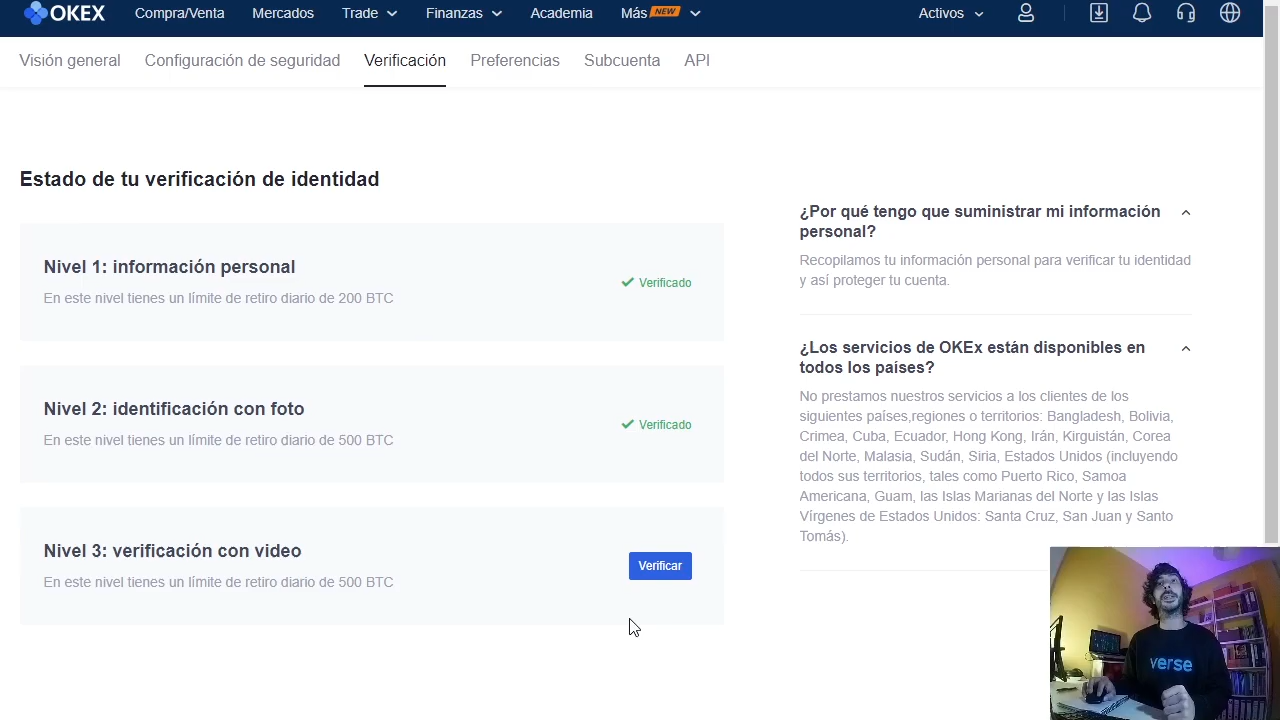 OKEX Compra/Venta Mercados Trade Finanzas Academia Más NEW Activos
Visión general Configuración de seguridad Verificación Preferencias Subcuenta API
Estado de tu verificación de identidad
Nivel 1: información personal
En este nivel tienes un límite de retiro diario de 200 BTC
Verificado
Nivel 2: identificación con foto
En este nivel tienes un límite de retiro diario de 500 BTC
Verificado
Nivel 3: verificación con video
En este nivel tienes un límite de retiro diario de 500 BTC
Verificar
¿Por qué tengo que suministrar mi información
personal?
Recopilamos tu información personal para verificar tu identidad
y así proteger tu cuenta.
¿Los servicios de OKEx están disponibles en
todos los países?
No prestamos nuestros servicios a los clientes de los
siguientes países,regiones o territorios: Bangladesh, Bolivia,
Crimea, Cuba, Ecuador, Hong Kong, Irán, Kirguistán, Corea
del Norte, Malasia, Sudán, Siria, Estados Unidos (incluyendo
todos sus territorios, tales como Puerto Rico, Samoa
Americana, Guam, las Islas Marianas del Norte y las Islas
Vírgenes de Estados Unidos: Santa Cruz, San Juan y Santo
Tomás).
verse